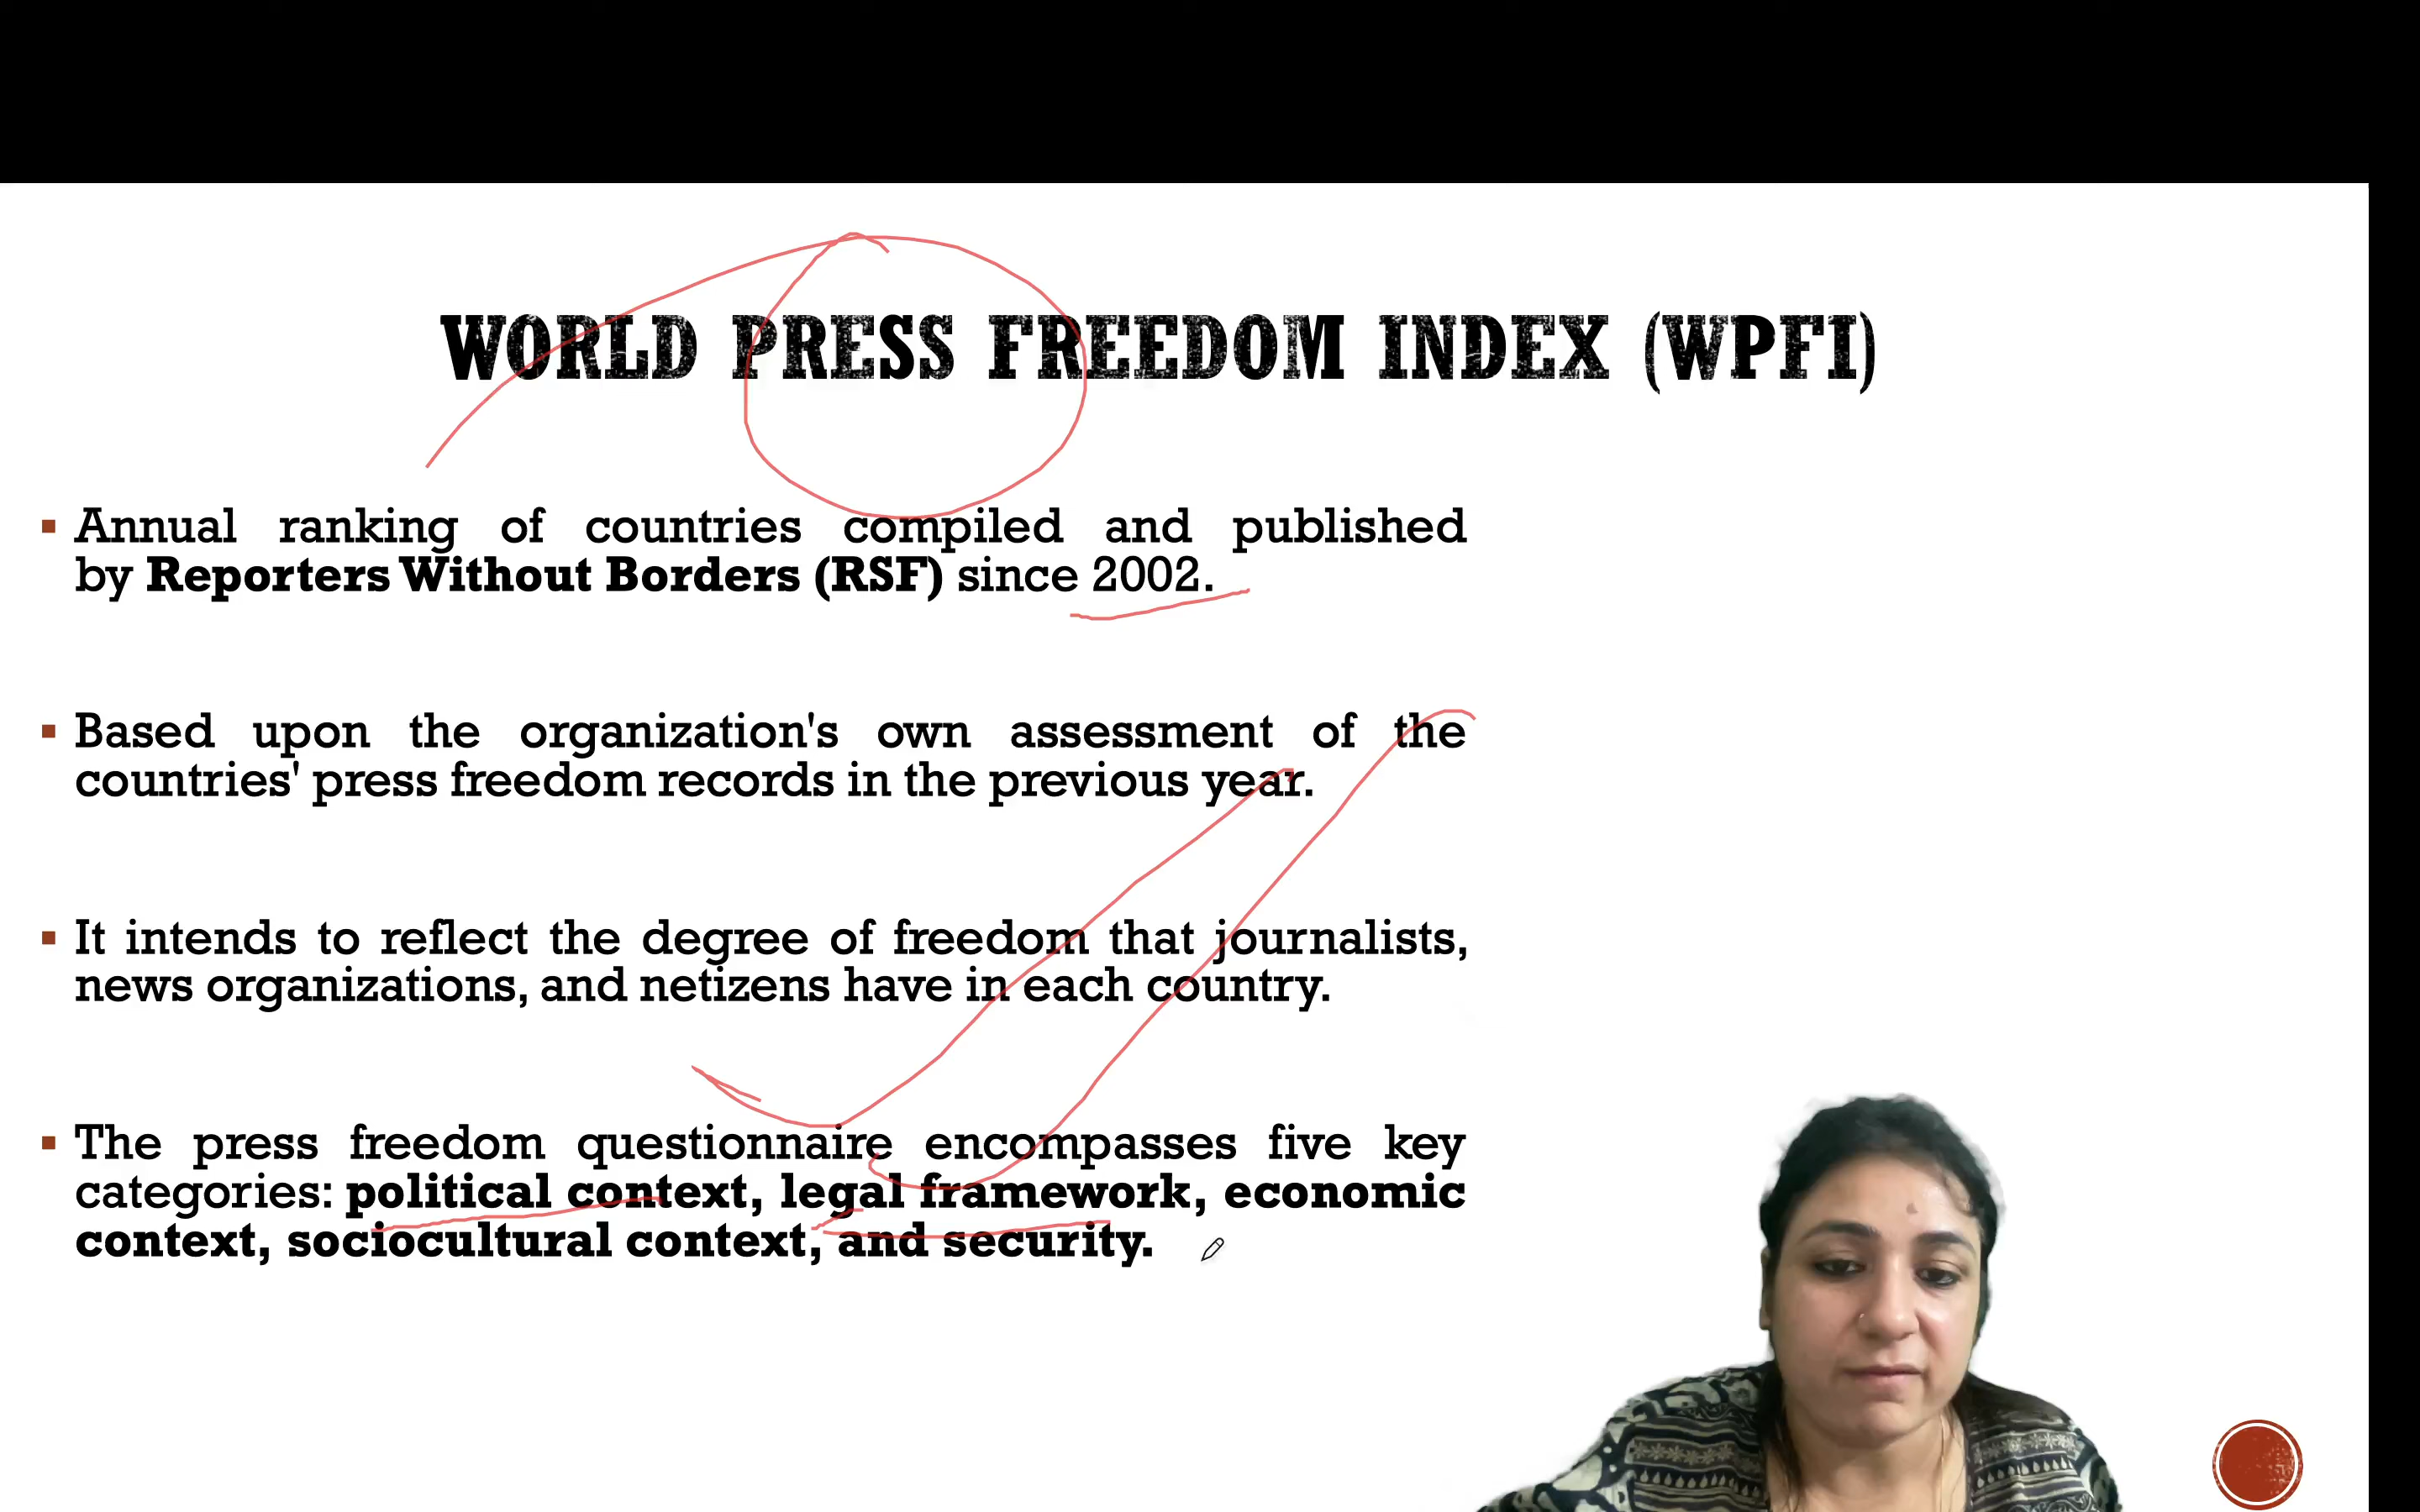 WORLD PRESS FREEDOM INDEX (WPFI)
▪ Annual ranking of countries compiled and published
by Reporters Without Borders (RSF) since 2002.
▪ Based upon the organization's own assessment of the
countries' press freedom records in the previous year.
▪ It intends to reflect the degree of freedom that journalists,
news organizations, and netizens have in each country.
▪ The press freedom questionnaire encompasses five key
categories: political context, legal framework, economic
context, sociocultural context, and security.